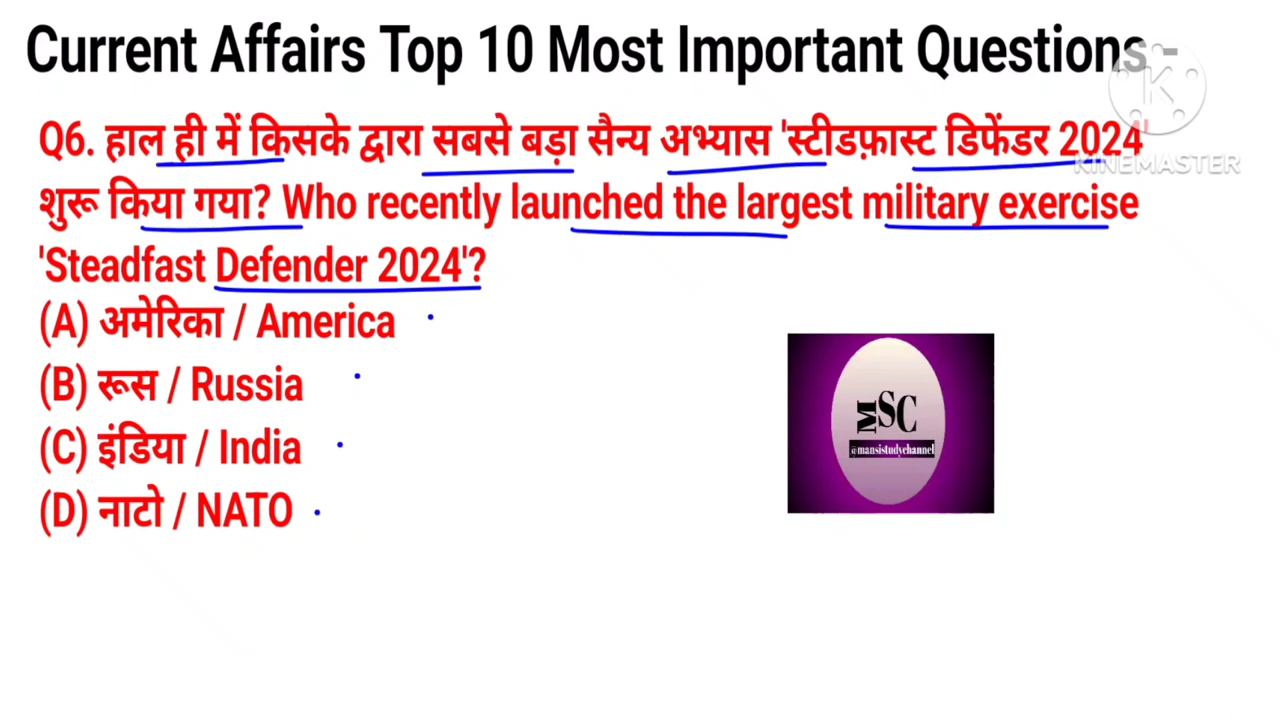 Current Affairs Top 10 Most Important Questions -
Q6. हाल ही में किसके द्वारा सबसे बड़ा सैन्य अभ्यास 'स्टीडफ़ास्ट डिफेंडर 2024'
शुरू किया गया? Who recently launched the largest military exercise
'Steadfast Defender 2024'?
(A) अमेरिका / America
(B) रूस / Russia
(C) इंडिया / India
(D) नाटो / NATO
K
KINEMASTER
MSC
@mansistudychannel